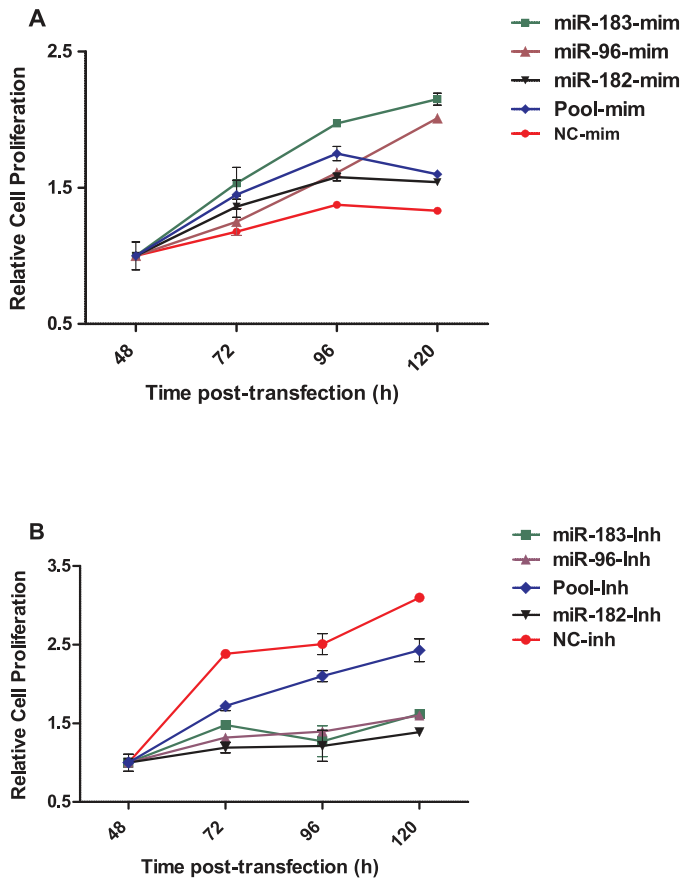 A
miR-183-mim
miR-96-mim
miR-182-mim
Pool-mim
NC-mim
Relative Cell Proliferation
2.5
1.5
0.5
48
72
96
120
Time post-transfection (h)
B
miR-183-Inh
miR-96-Inh
Pool-Inh
miR-182-Inh
NC-inh
Relative Cell Proliferation
3.5
2.5
1.5
0.5
48
72
96
120
Time post-transfection (h)